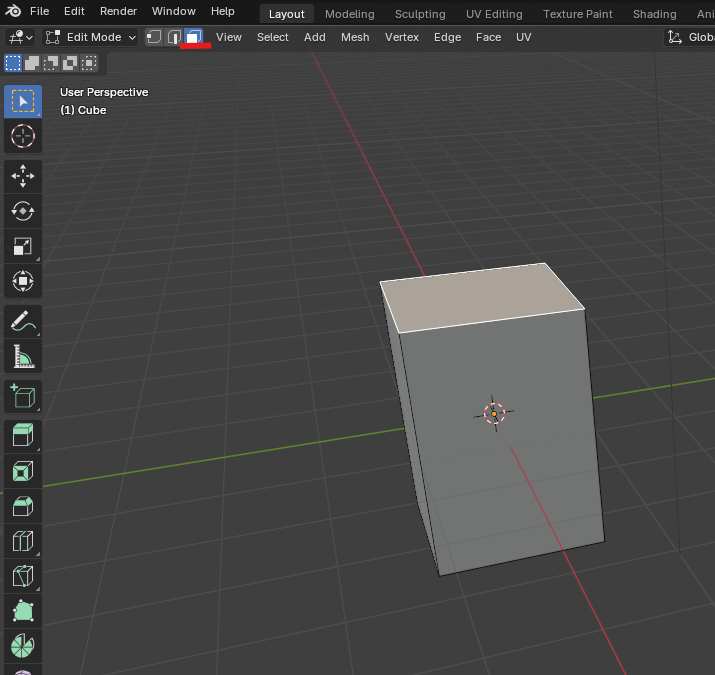 File Edit Render Window Help Layout Modeling Sculpting UV Editing Texture Paint Shading Ani
Edit Mode View Select Add Mesh Vertex Edge Face UV Globa
User Perspective
(1) Cube